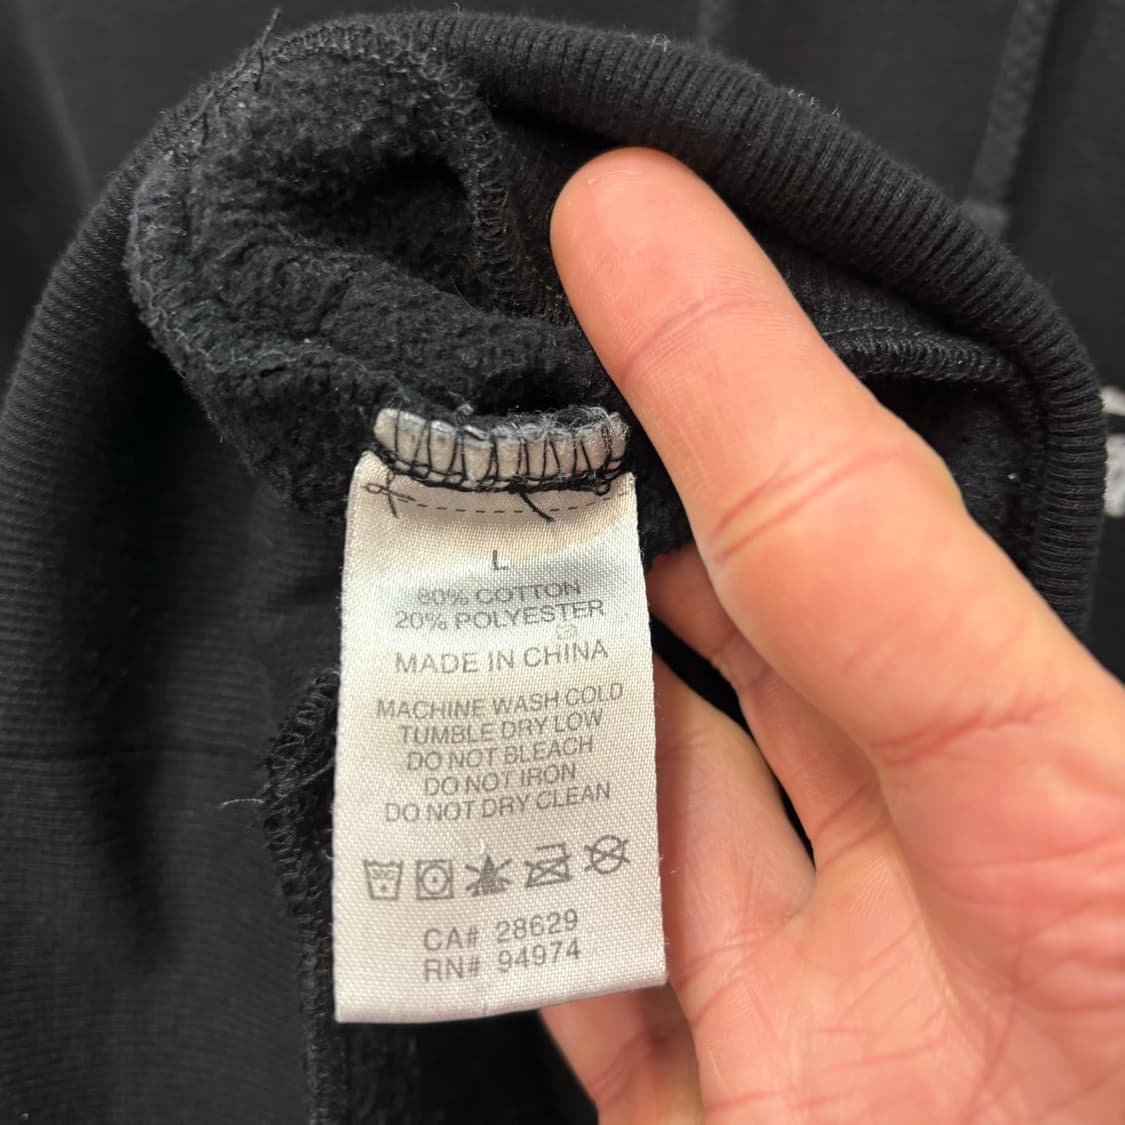 L
80% COTTON
20% POLYESTER
MADE IN CHINA
MACHINE WASH COLD
TUMBLE DRY LOW
DO NOT BLEACH
DO NOT IRON
DO NOT DRY CLEAN
CA# 28629
RN# 94974